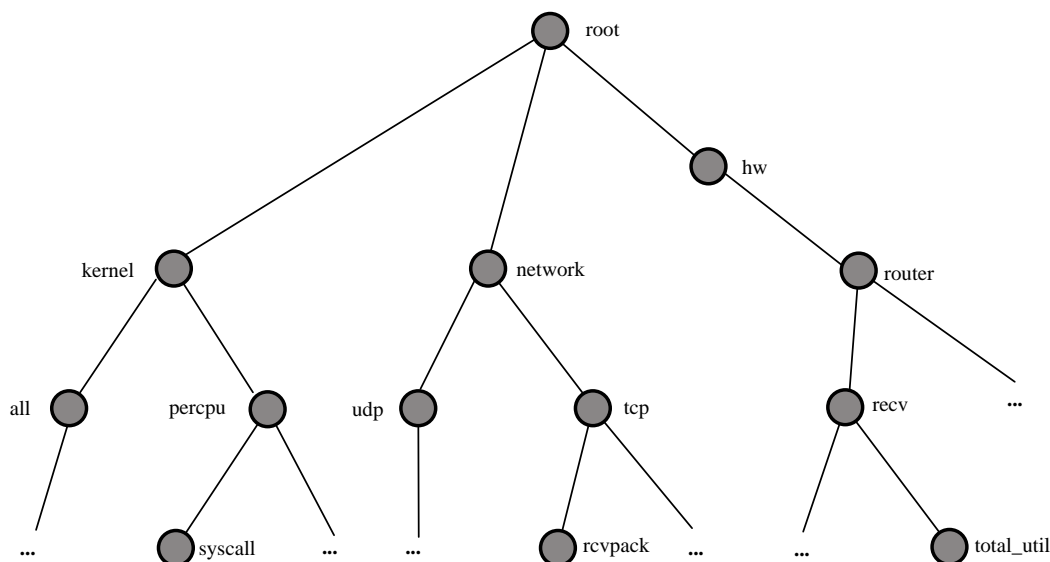 root
hw
kernel
network
router
all
percpu
udp
tcp
recv
...
...
syscall
...
...
rcvpack
...
...
total_util